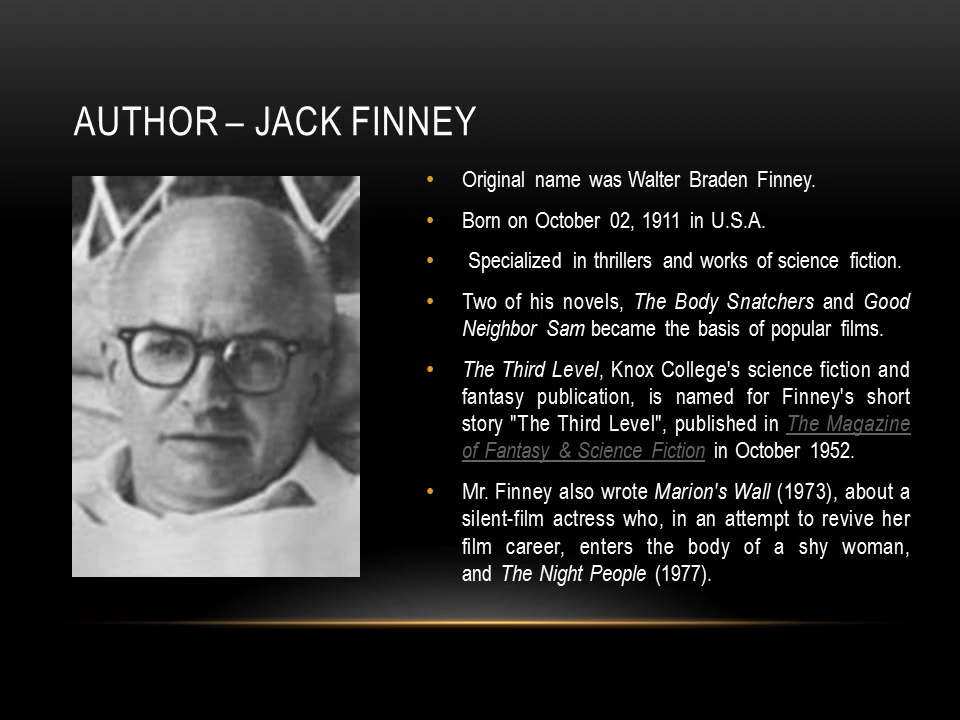 AUTHOR – JACK FINNEY
• Original name was Walter Braden Finney.
• Born on October 02, 1911 in U.S.A.
• Specialized in thrillers and works of science fiction.
• Two of his novels, The Body Snatchers and Good
Neighbor Sam became the basis of popular films.
• The Third Level, Knox College's science fiction and
fantasy publication, is named for Finney's short
story "The Third Level", published in The Magazine
of Fantasy & Science Fiction in October 1952.
• Mr. Finney also wrote Marion's Wall (1973), about a
silent-film actress who, in an attempt to revive her
film career, enters the body of a shy woman,
and The Night People (1977).